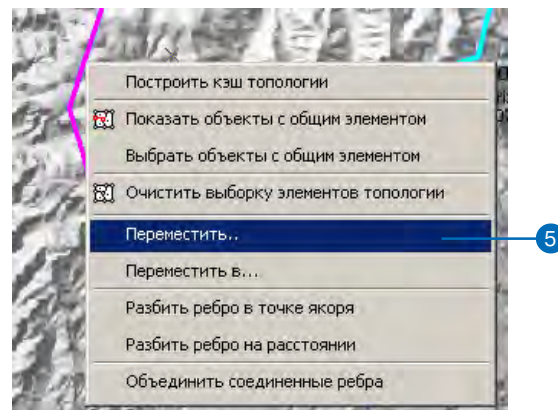 Построить кэш топологии
Показать объекты с общим элементом
Выбрать объекты с общим элементом
Очистить выборку элементов топологии
Переместить..
5
Переместить в...
Разбить ребро в точке якоря
Разбить ребро на расстоянии
Объединить соединенные ребра